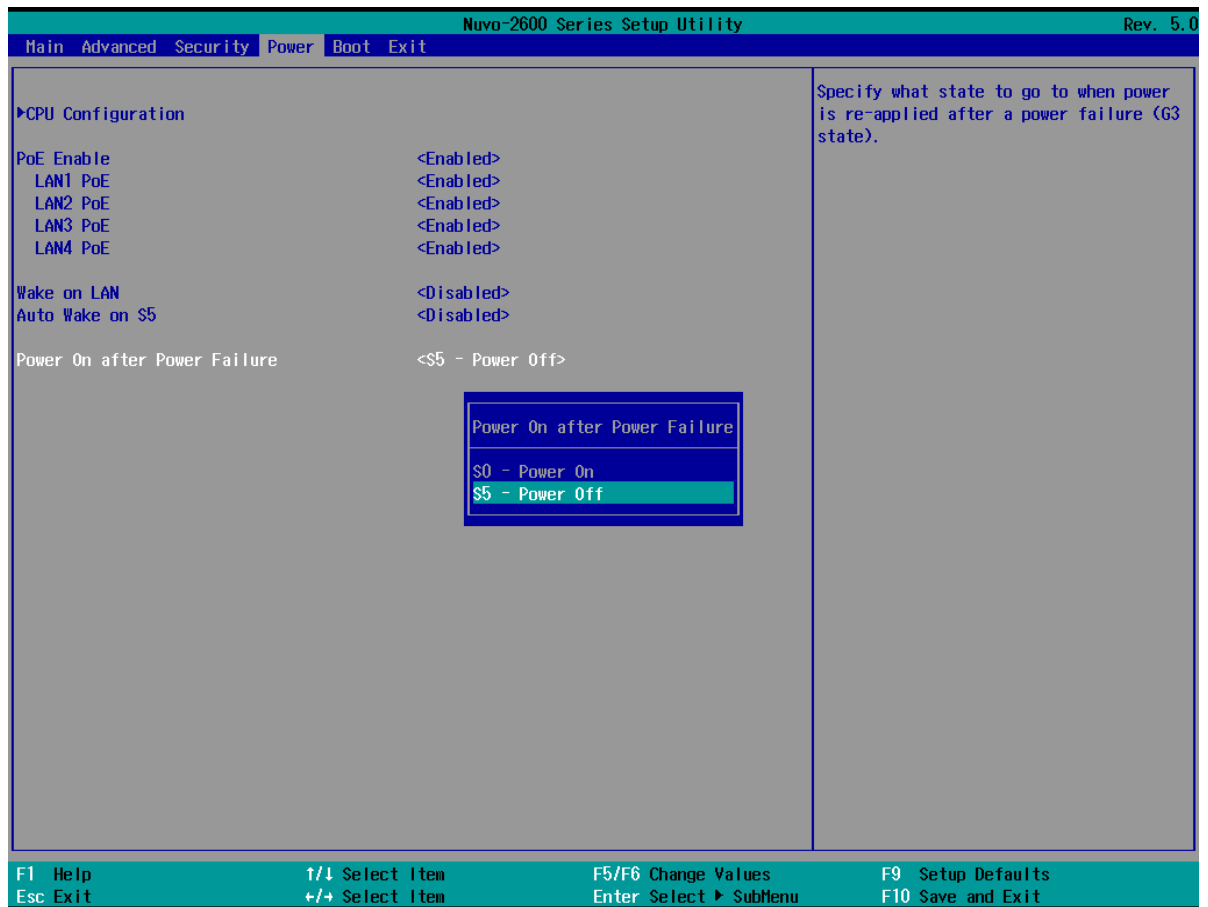 Nuvo-2600 Series Setup Utility Rev. 5.0
Main Advanced Security Power Boot Exit
▶CPU Configuration
PoE Enable <Enabled>
LAN1 PoE <Enabled>
LAN2 PoE <Enabled>
LAN3 PoE <Enabled>
LAN4 PoE <Enabled>
Wake on LAN <Disabled>
Auto Wake on S5 <Disabled>
Power On after Power Failure <S5 - Power Off>
Power On after Power Failure
S0 - Power On
S5 - Power Off
Specify what state to go to when power
is re-applied after a power failure (G3
state).
F1 Help ↑/↓ Select Item F5/F6 Change Values F9 Setup Defaults
Esc Exit ←/→ Select Item Enter Select ▶ SubMenu F10 Save and Exit